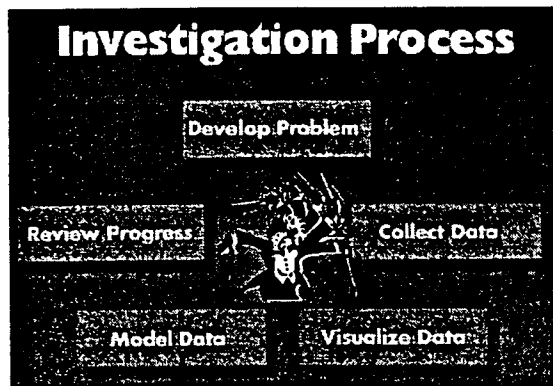 Investigation Process
Develop Problem
Review Progress
Collect Data
Model Data
Visualize Data